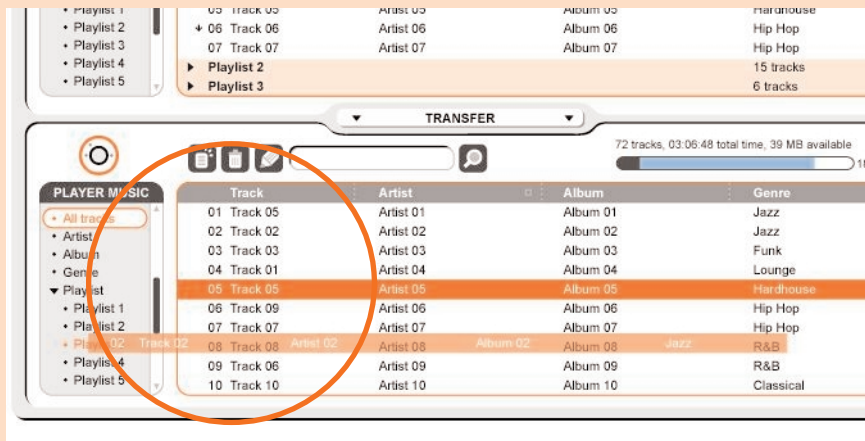 Playlist 1 05 Track 05 Artist 05 Album 05 Hardhouse
Playlist 2 06 Track 06 Artist 06 Album 06 Hip Hop
Playlist 3 07 Track 07 Artist 07 Album 07 Hip Hop
Playlist 4 Playlist 2 15 tracks
Playlist 5 Playlist 3 6 tracks
TRANSFER
72 tracks, 03:06:48 total time, 39 MB available
PLAYER MUSIC Track Artist Album Genre
All tracks 01 Track 05 Artist 01 Album 01 Jazz
Artist 02 Track 02 Artist 02 Album 02 Jazz
Album 03 Track 03 Artist 03 Album 03 Funk
Genre 04 Track 01 Artist 04 Album 04 Lounge
Playlist 05 Track 05 Artist 05 Album 05 Hardhouse
Playlist 1 06 Track 09 Artist 06 Album 06 Hip Hop
Playlist 2 07 Track 07 Artist 07 Album 07 Hip Hop
02 Track 02 Artist 02 Album 02 Jazz
08 Track 08 Artist 08 Album 08 R&B
Playlist 4 09 Track 06 Artist 09 Album 09 R&B
Playlist 5 10 Track 10 Artist 10 Album 10 Classical